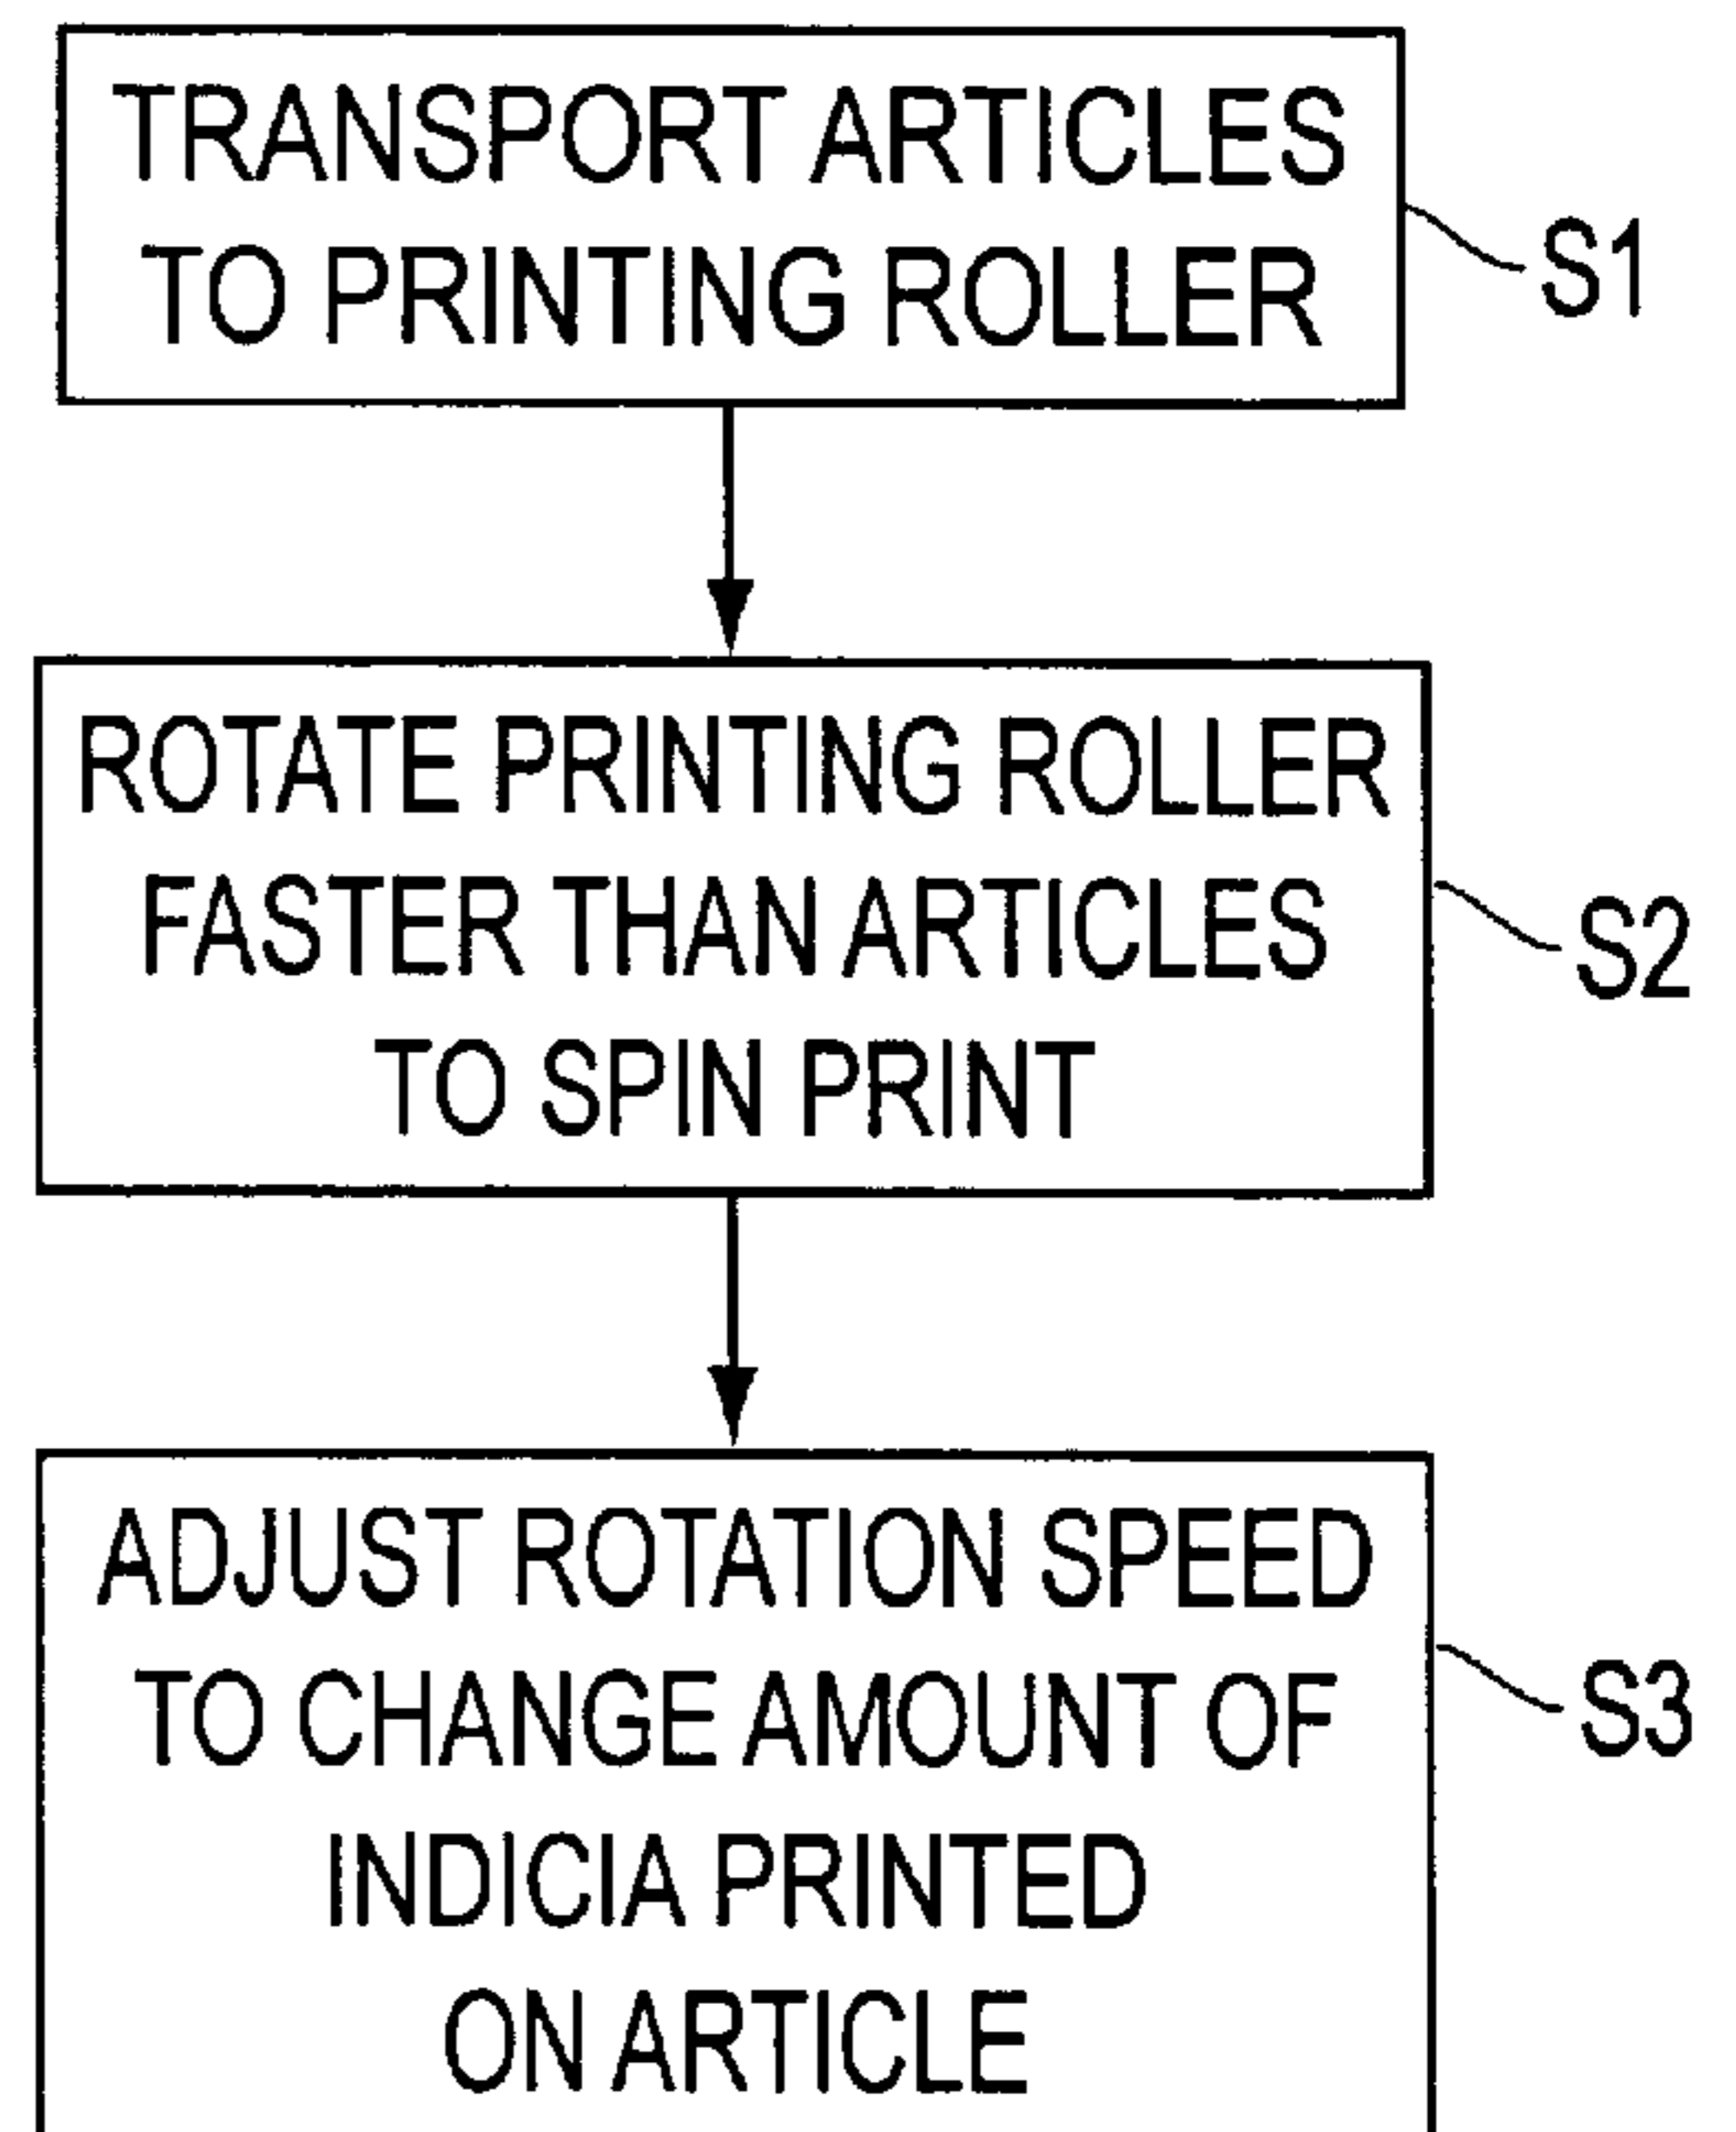 TRANSPORT ARTICLES
TO PRINTING ROLLER
S1
ROTATE PRINTING ROLLER
FASTER THAN ARTICLES
TO SPIN PRINT
S2
ADJUST ROTATION SPEED
TO CHANGE AMOUNT OF
INDICIA PRINTED
ON ARTICLE
S3